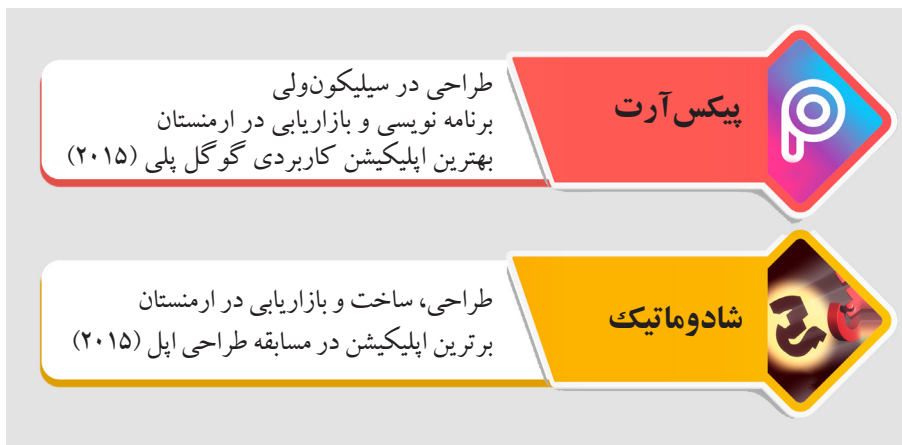 پیکس‌آرت
طراحی در سیلیکون‌ولی
برنامه نویسی و بازاریابی در ارمنستان
بهترین اپلیکیشن کاربردی گوگل پلی (۲۰۱۵)
شادوماتیک
طراحی، ساخت و بازاریابی در ارمنستان
برترین اپلیکیشن در مسابقه طراحی اپل (۲۰۱۵)